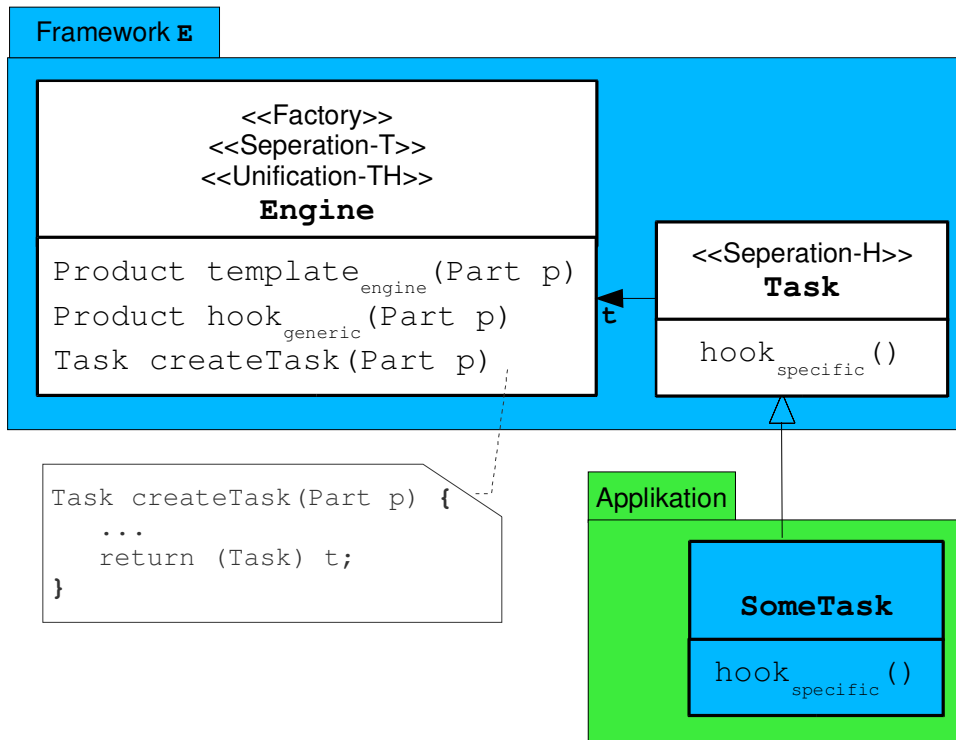 Framework E
<<Factory>>
<<Seperation-T>>
<<Unification-TH>>
Engine
Product template engine (Part p)
Product hook generic (Part p)
Task createTask(Part p)
t
<<Seperation-H>>
Task
hook specific ()
Task createTask(Part p) {
...
return (Task) t;
}
Applikation
SomeTask
hook specific ()